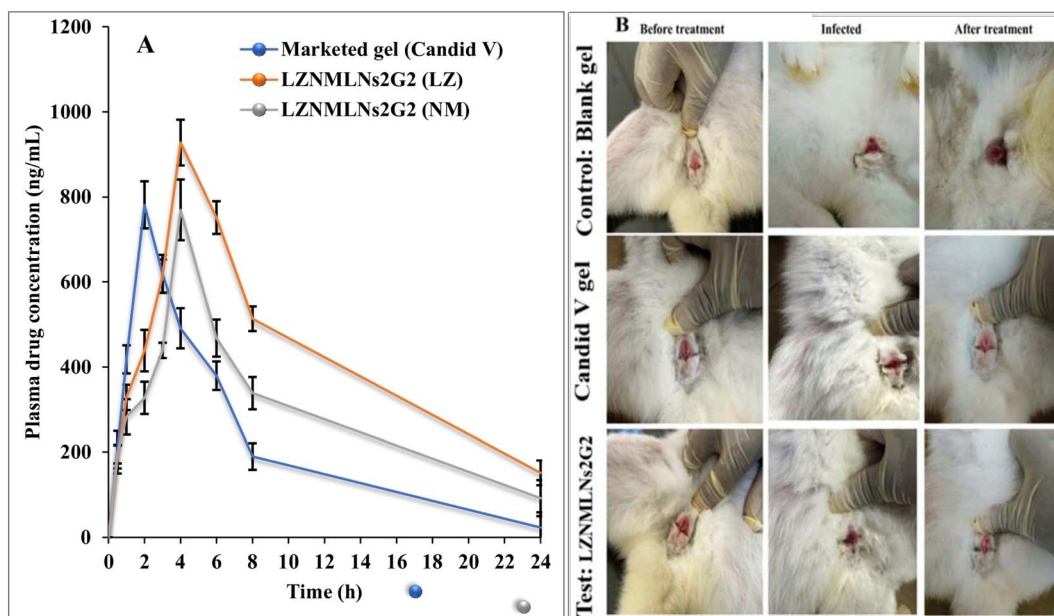 A
Marketed gel (Candid V)
LZNMLNs2G2 (LZ)
LZNMLNs2G2 (NM)
Plasma drug concentration (ng/mL)
1200
1000
800
600
400
200
0
0 2 4 6 8 10 12 14 16 18 20 22 24
Time (h)
B
Before treatment Infected After treatment
Control: Blank gel
Candid V gel
Test: LZNMLNs2G2